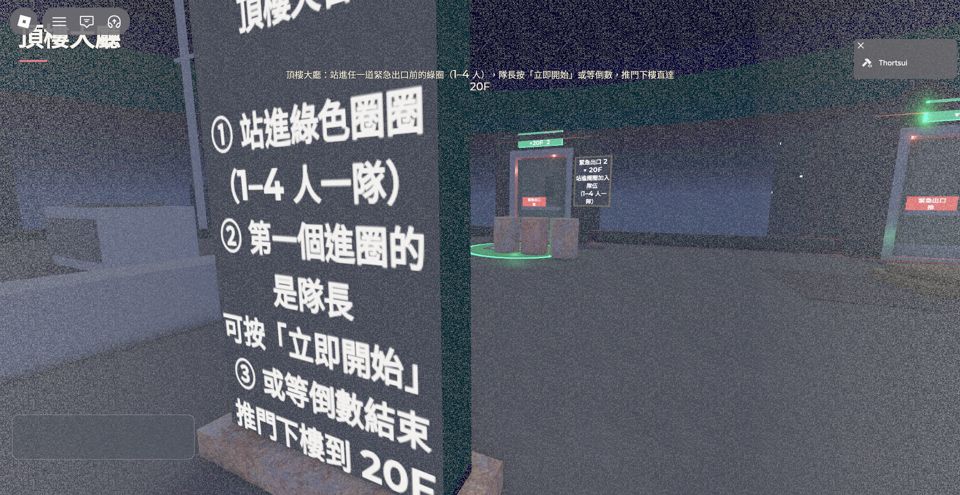 頂樓大廳
Thortsui
頂樓大廳：站進任一道緊急出口前的綠圈（1–4 人），隊長按「立即開始」或等倒數，推門下樓直達
20F
① 站進綠色圈圈
（1–4 人一隊）
② 第一個進圈的
是隊長
可按「立即開始」
③ 或等倒數結束
推門下樓到 20F
緊急出口 2
站進圈圈加入
隊伍
（1–4 人一
隊）
緊急出口